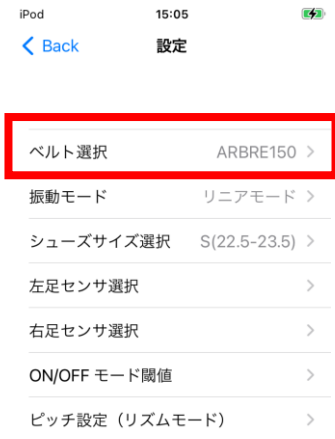 iPod 15:05
Back 設定
ベルト選択 ARBRE150
振動モード リニアモード
シューズサイズ選択 S(22.5-23.5)
左足センサ選択
右足センサ選択
ON/OFF モード閾値
ピッチ設定（リズムモード）